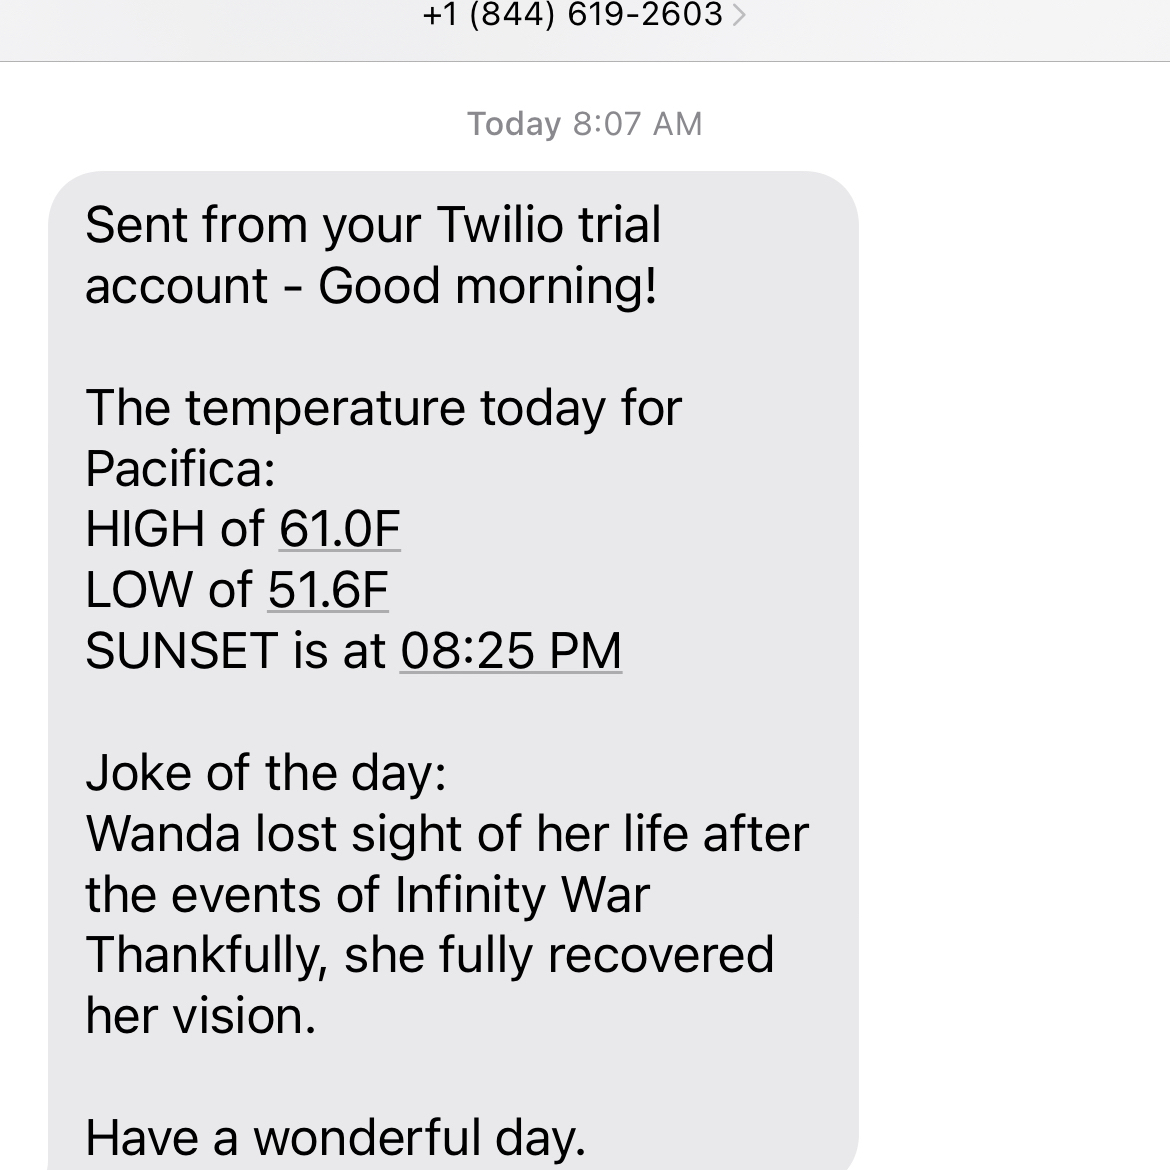 +1 (844) 619-2603
Today 8:07 AM
Sent from your Twilio trial
account - Good morning!
The temperature today for
Pacifica:
HIGH of 61.0F
LOW of 51.6F
SUNSET is at 08:25 PM
Joke of the day:
Wanda lost sight of her life after
the events of Infinity War
Thankfully, she fully recovered
her vision.
Have a wonderful day.